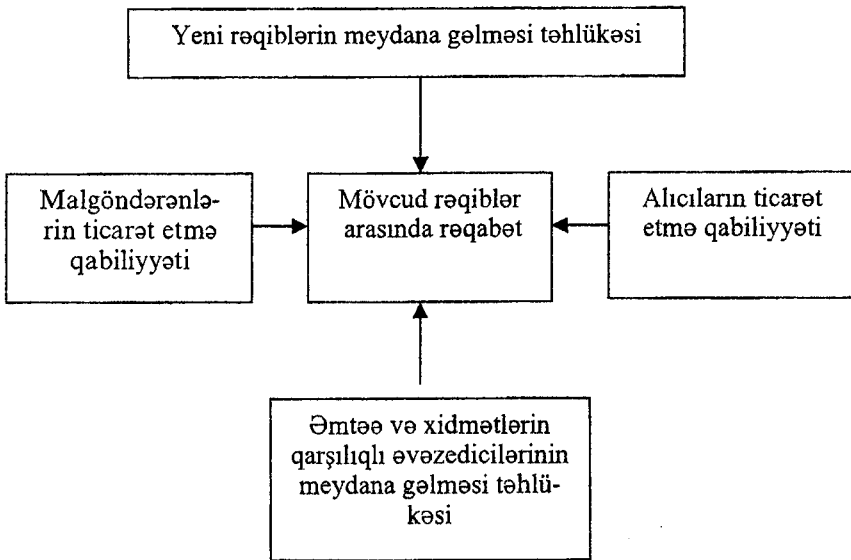 Yeni rəqiblərin meydana gəlməsi təhlükəsi
Malgöndərənlə-
rin ticarət etmə
qabiliyyəti
Mövcud rəqiblər
arasında rəqabət
Alıcıların ticarət
etmə qabiliyyəti
Əmtəə və xidmətlərin
qarşılıqlı əvəzedicilərinin
meydana gəlməsi təhlü-
kəsi